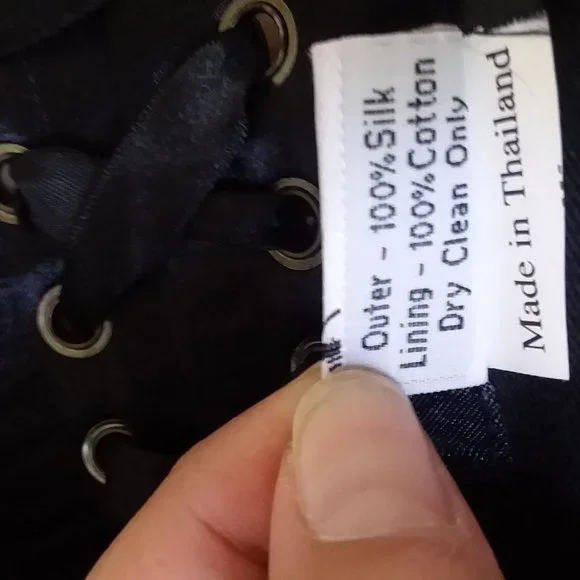 Outer - 100%Silk
Lining - 100%Cotton
Dry Clean Only
Made in Thailand